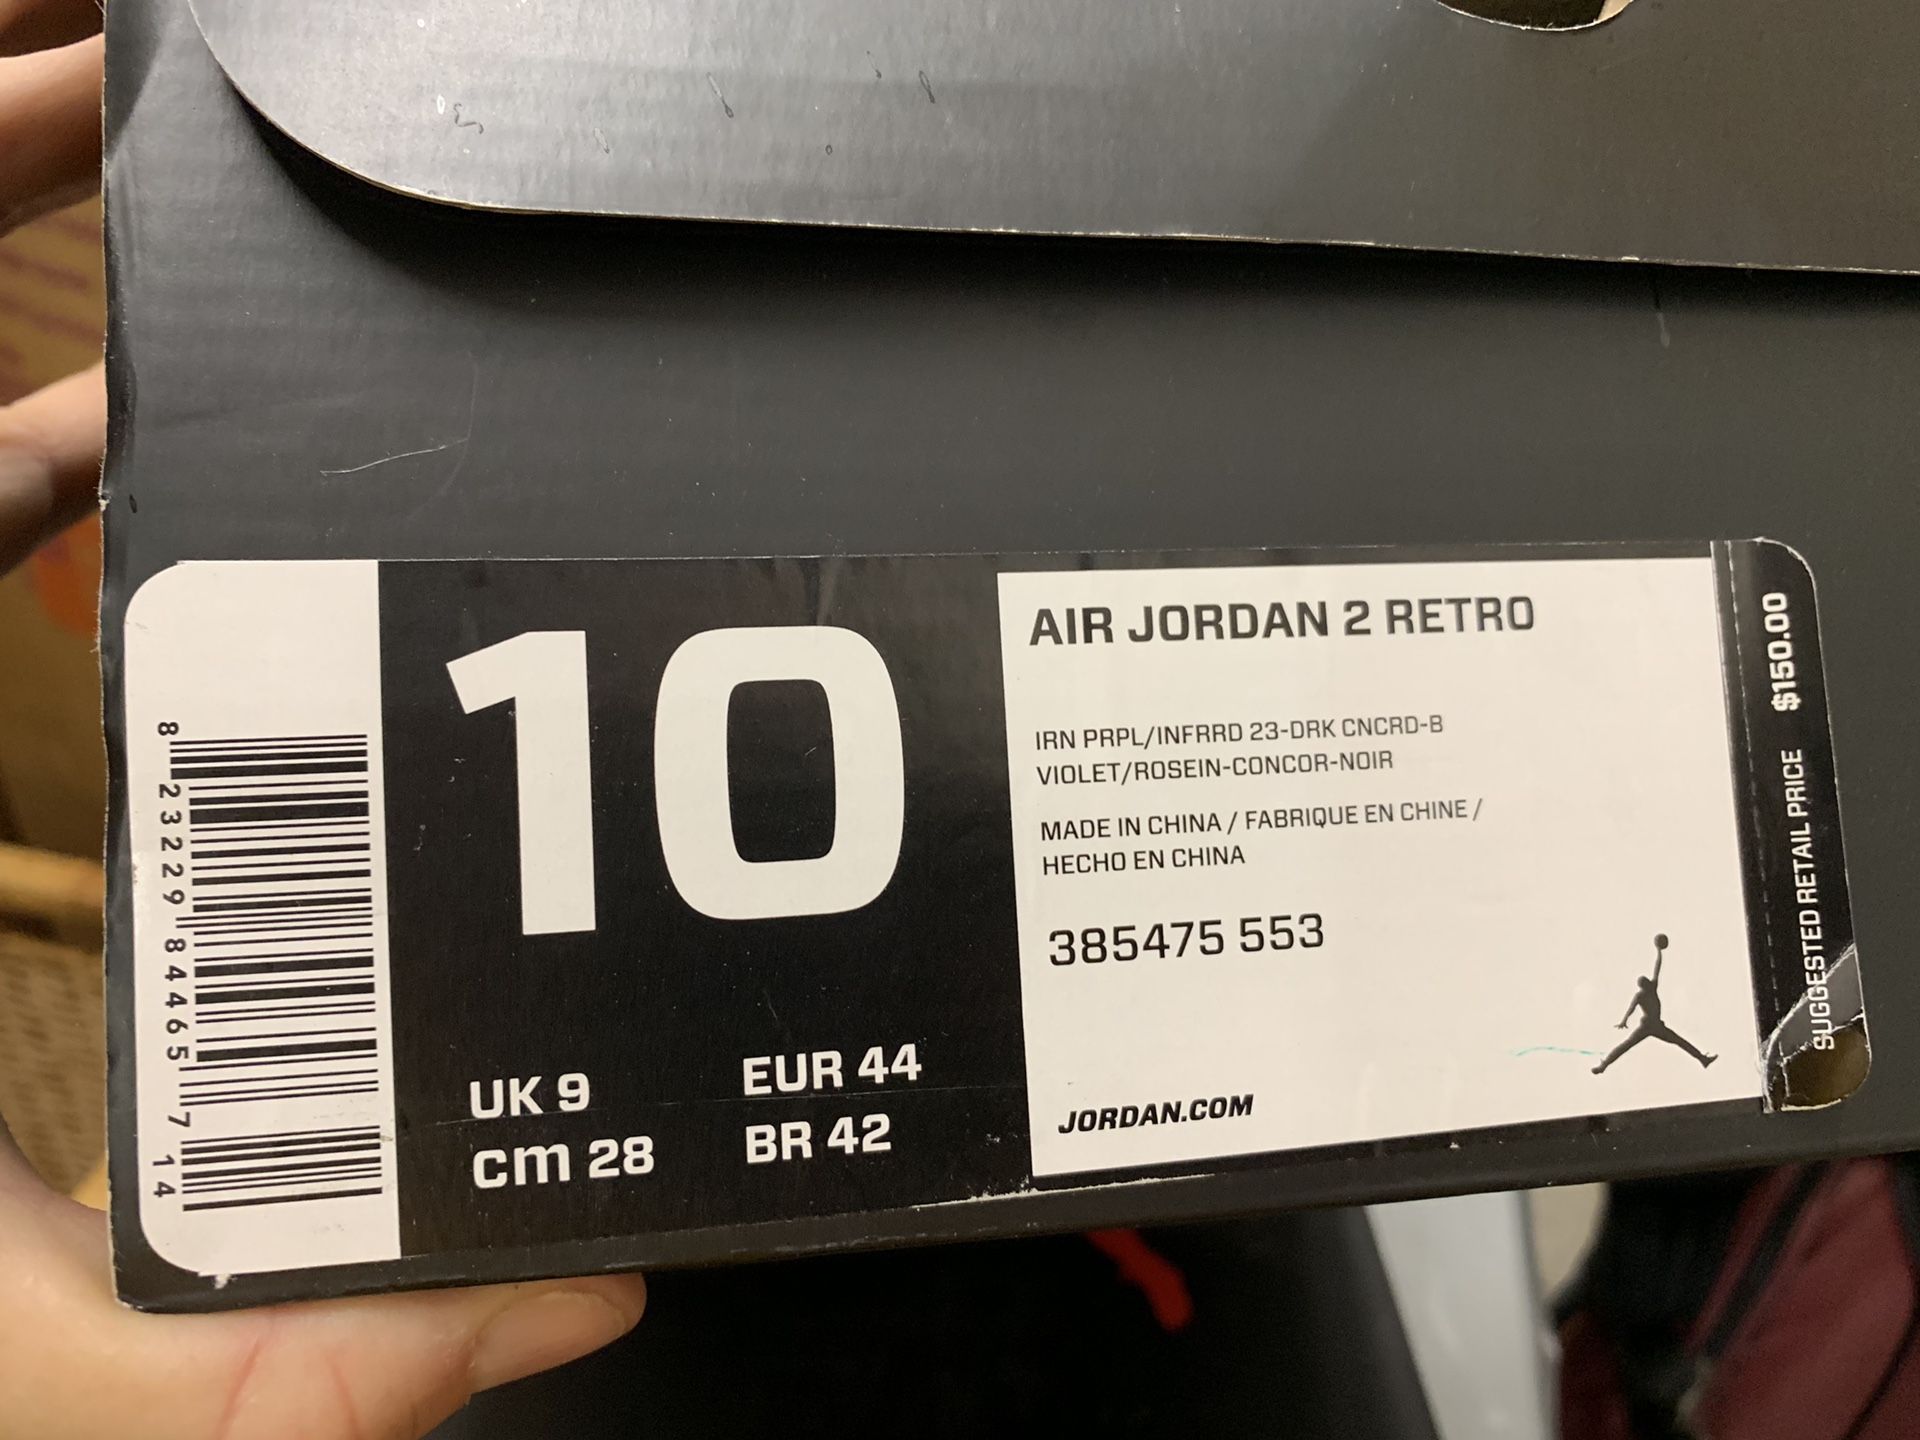 10
UK 9
EUR 44
cm 28
BR 42
AIR JORDAN 2 RETRO
IRN PRPL/INFRRD 23-DRK CNCRD-B
VIOLET/ROSEIN-CONCOR-NOIR
MADE IN CHINA / FABRIQUE EN CHINE /
HECHO EN CHINA
385475 553
JORDAN.COM
SUGGESTED RETAIL PRICE $150.00
8 23229 84465 7 14